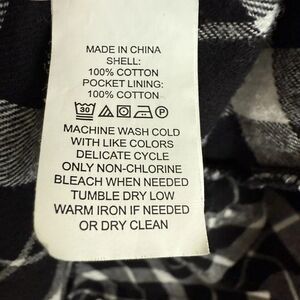 MADE IN CHINA
SHELL:
100% COTTON
POCKET LINING:
100% COTTON
30 P
MACHINE WASH COLD
WITH LIKE COLORS
DELICATE CYCLE
ONLY NON-CHLORINE
BLEACH WHEN NEEDED
TUMBLE DRY LOW
WARM IRON IF NEEDED
OR DRY CLEAN